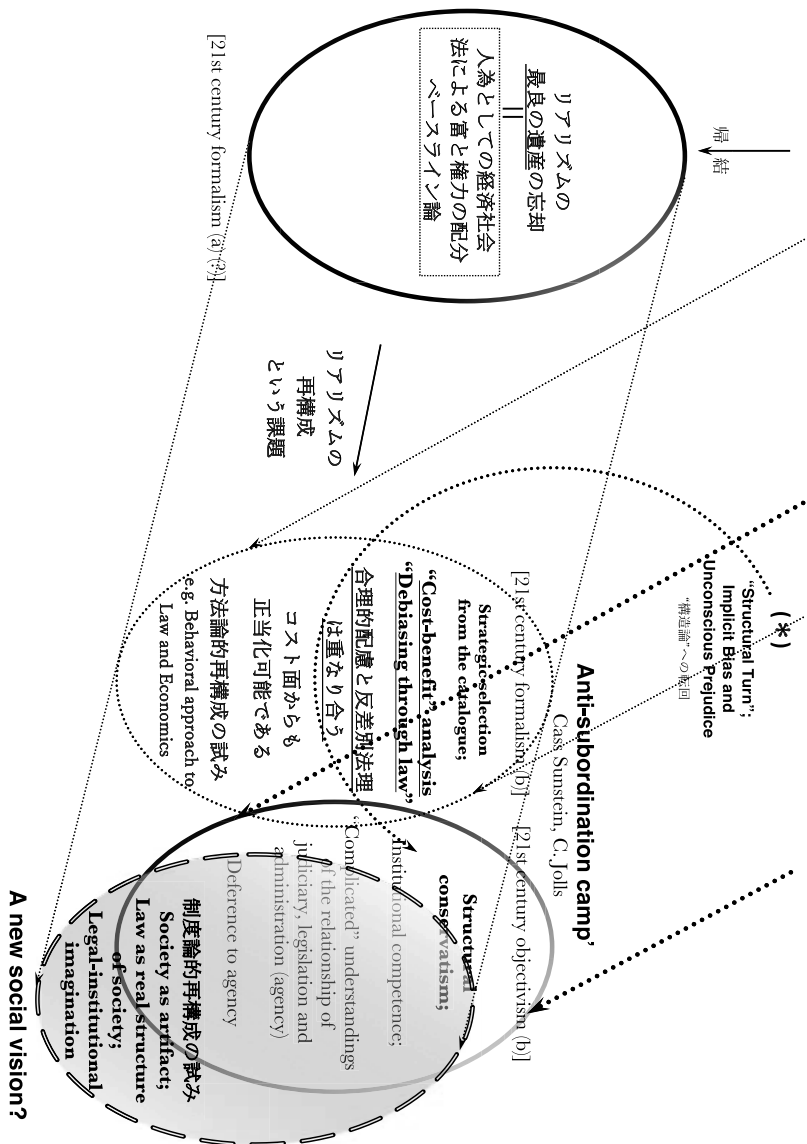 帰結
リアリズムの
最良の遺産の忘却
||
人為としての経済社会
法による富と権力の配分
ベースライン論
[21st century formalism (a) (?)]
リアリズムの
再構成
という課題
(*)
“Structural Turn”;
Implicit Bias and
Unconscious Prejudice
“構造論”への転回
Anti-subordination camp’
Cass Sunstein, C. Jolls
[21st century formalism (b)]
Strategic selection
from the catalogue;
“Cost-benefit” analysis
“Debiasing through law”
合理的配慮と反差別法理
は重なり合う
コスト面からも
正当化可能である
方法論的再構成の試み
e.g. Behavioral approach to
Law and Economics
[21st century objectivism (b)]
Structural
conservatism;
Institutional competence;
“Complicated” understandings
of the relationship of
judiciary, legislation and
administration (agency)
Deference to agency
制度論的再構成の試み
Society as artifact;
Law as real structure
of society;
Legal-institutional
imagination
A new social vision?